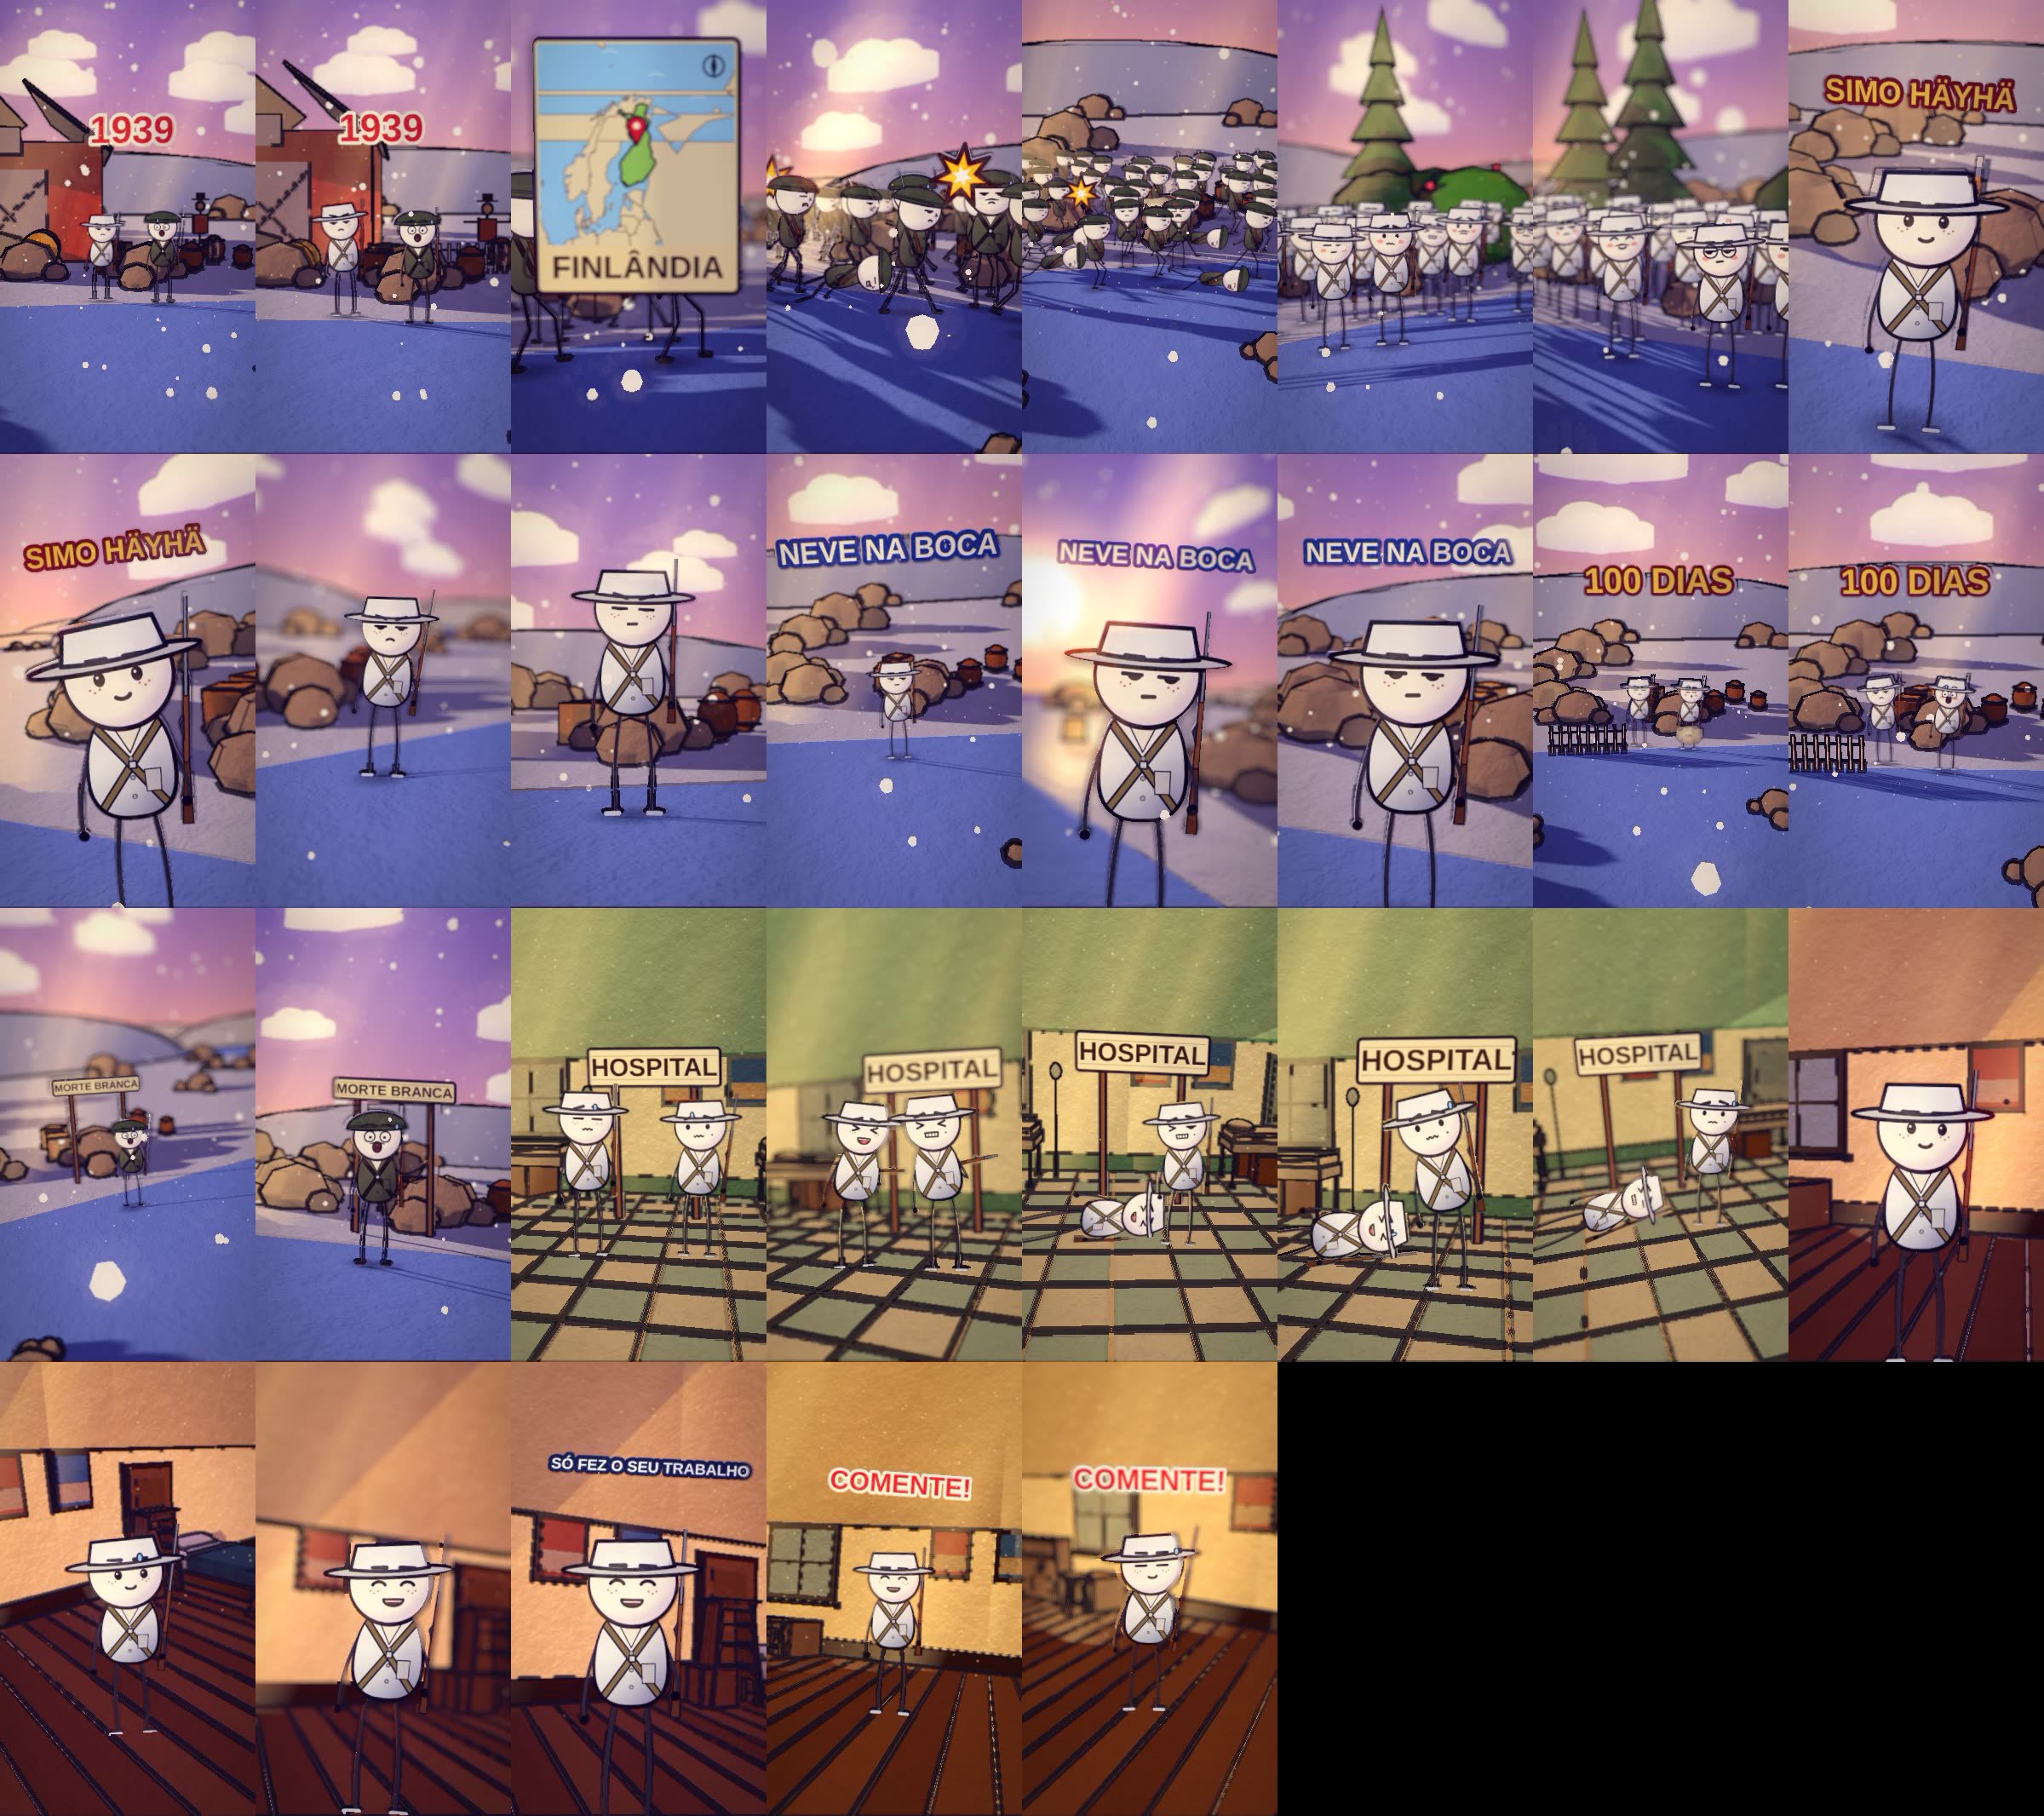 1939
1939
FINLÂNDIA
SIMO HÄYHÄ
SIMO HÄYHÄ
NEVE NA BOCA
NEVE NA BOCA
NEVE NA BOCA
100 DIAS
100 DIAS
MORTE BRANCA
MORTE BRANCA
HOSPITAL
HOSPITAL
HOSPITAL
HOSPITAL
HOSPITAL
SÓ FEZ O SEU TRABALHO
COMENTE!
COMENTE!